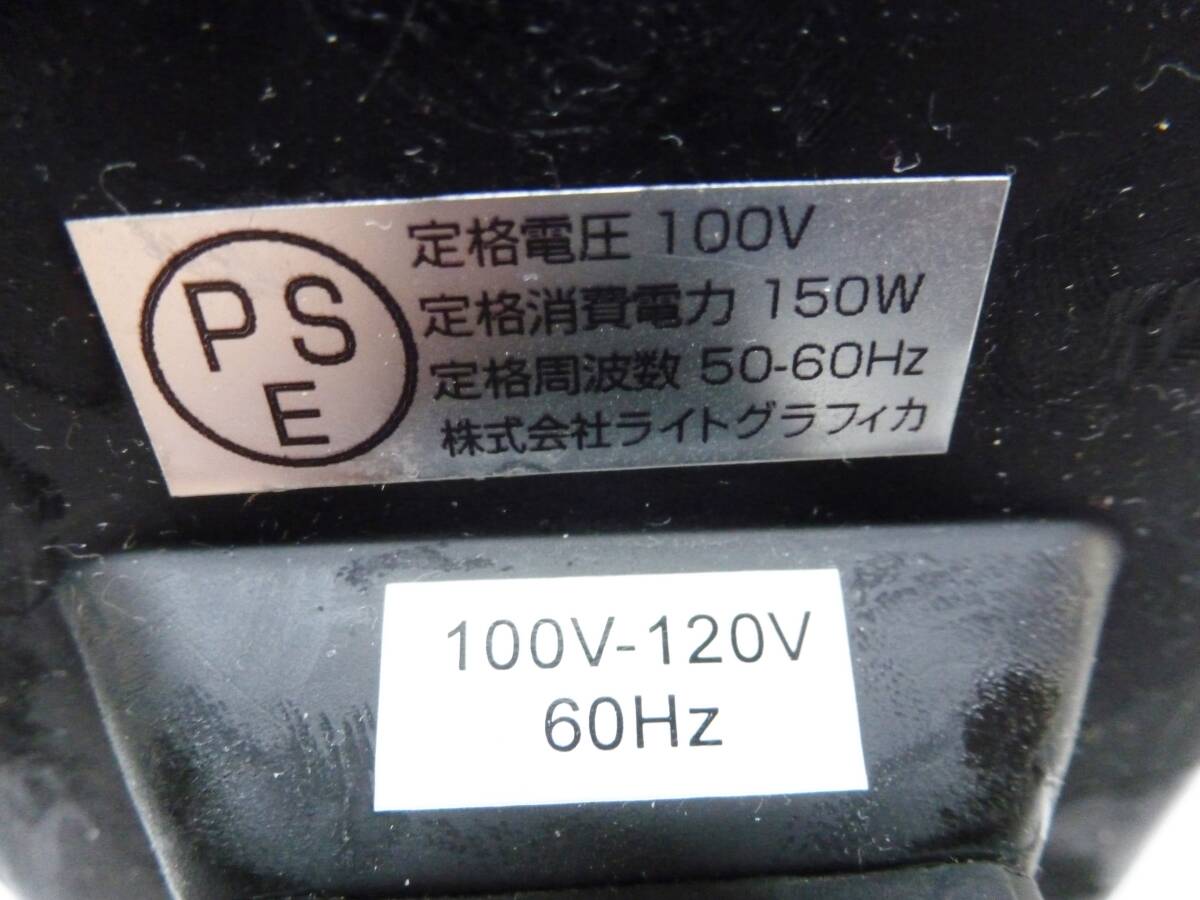 PS
E
定格電圧 100V
定格消費電力 150W
定格周波数 50-60Hz
株式会社ライトグラフィカ
100V-120V
60Hz